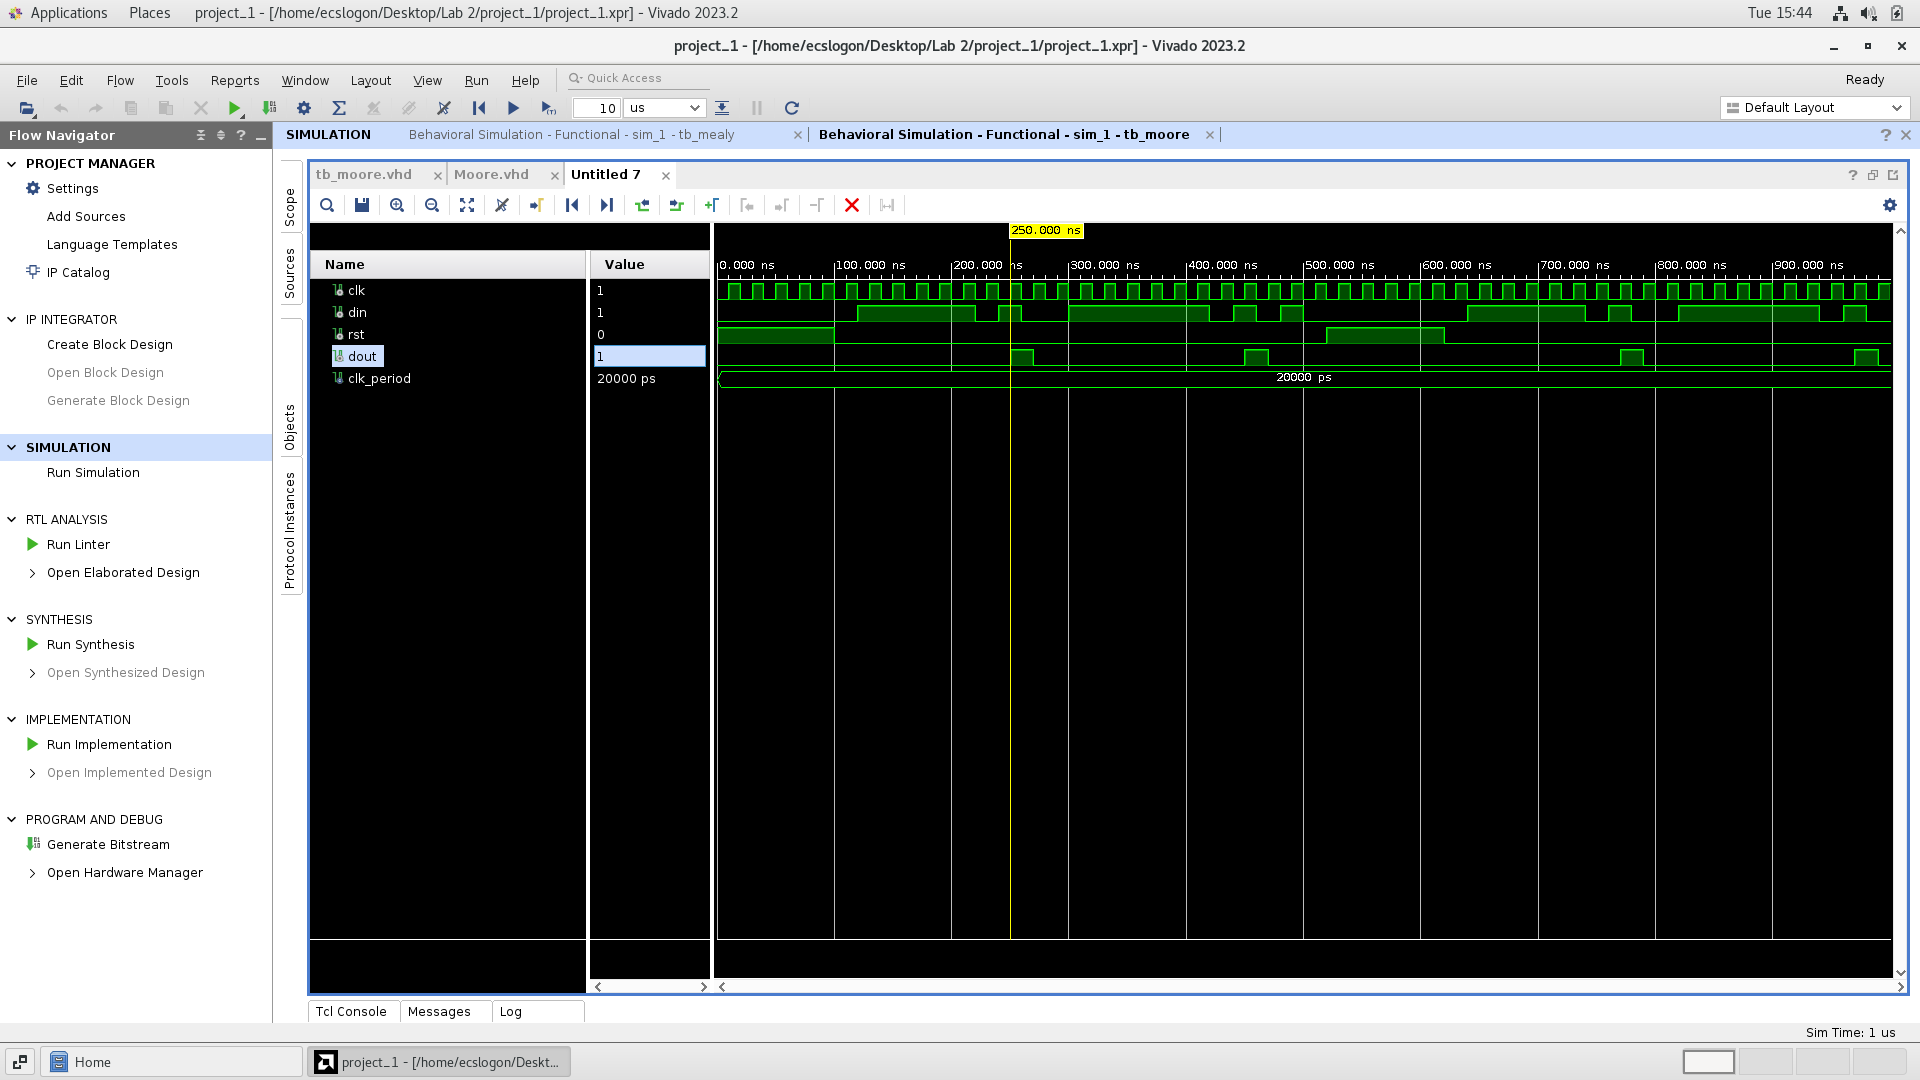 Applications Places project_1 - [/home/ecslogon/Desktop/Lab 2/project_1/project_1.xpr] - Vivado 2023.2 Tue 15:44
project_1 - [/home/ecslogon/Desktop/Lab 2/project_1/project_1.xpr] - Vivado 2023.2
File Edit Flow Tools Reports Window Layout View Run Help Quick Access Ready
10 us Default Layout
Flow Navigator
SIMULATION Behavioral Simulation - Functional - sim_1 - tb_mealy Behavioral Simulation - Functional - sim_1 - tb_moore
PROJECT MANAGER
Settings
Add Sources
Language Templates
IP Catalog
IP INTEGRATOR
Create Block Design
Open Block Design
Generate Block Design
SIMULATION
Run Simulation
RTL ANALYSIS
Run Linter
Open Elaborated Design
SYNTHESIS
Run Synthesis
Open Synthesized Design
IMPLEMENTATION
Run Implementation
Open Implemented Design
PROGRAM AND DEBUG
Generate Bitstream
Open Hardware Manager
Scope
Sources
Objects
Protocol Instances
tb_moore.vhd Moore.vhd Untitled 7
250.000 ns
Name Value
0.000 ns 100.000 ns 200.000 ns 300.000 ns 400.000 ns 500.000 ns 600.000 ns 700.000 ns 800.000 ns 900.000 ns
clk 1
din 1
rst 0
dout 1
clk_period 20000 ps 20000 ps
Tcl Console Messages Log
Sim Time: 1 us
Home project_1 - [/home/ecslogon/Deskt...